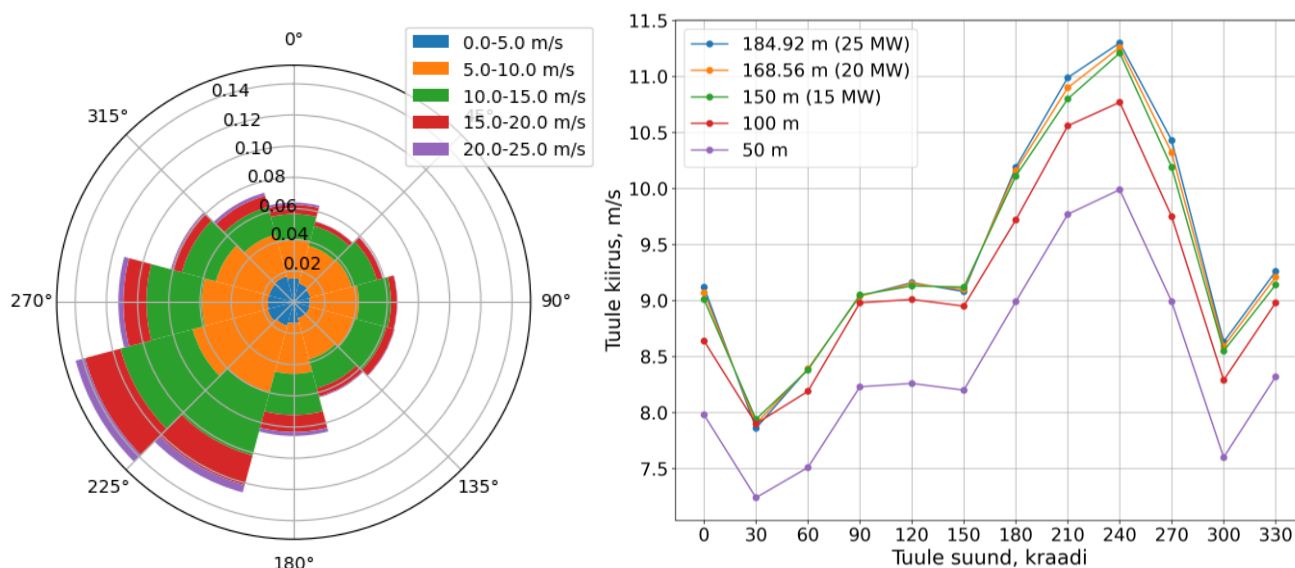 0°
315°
45°
270°
90°
225°
135°
180°
0.14
0.12
0.10
0.08
0.06
0.04
0.02
0.0-5.0 m/s
5.0-10.0 m/s
10.0-15.0 m/s
15.0-20.0 m/s
20.0-25.0 m/s
11.5
11.0
10.5
10.0
9.5
9.0
8.5
8.0
7.5
Tuule kiirus, m/s
184.92 m (25 MW)
168.56 m (20 MW)
150 m (15 MW)
100 m
50 m
0 30 60 90 120 150 180 210 240 270 300 330
Tuule suund, kraadi